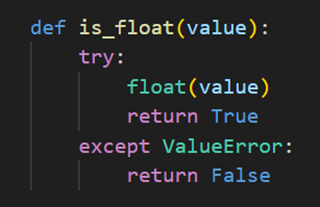 def is_float(value):
    try:
        float(value)
        return True
    except ValueError:
        return False